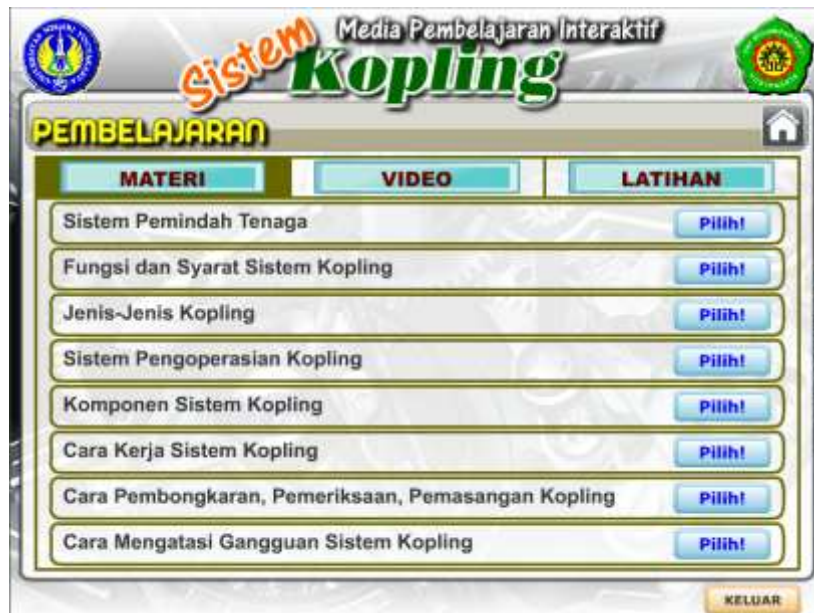 Media Pembelajaran Interaktif
Sistem
Kopling
PEMBELAJARAN
MATERI
VIDEO
LATIHAN
Sistem Pemindah Tenaga
Pilih!
Fungsi dan Syarat Sistem Kopling
Pilih!
Jenis-Jenis Kopling
Pilih!
Sistem Pengoperasian Kopling
Pilih!
Komponen Sistem Kopling
Pilih!
Cara Kerja Sistem Kopling
Pilih!
Cara Pembongkaran, Pemeriksaan, Pemasangan Kopling
Pilih!
Cara Mengatasi Gangguan Sistem Kopling
Pilih!
KELUAR